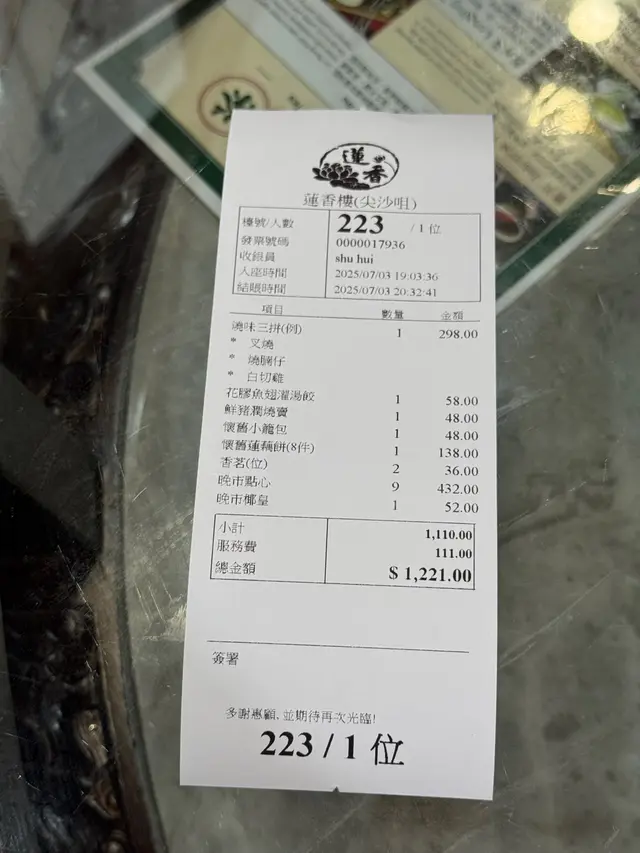 蓮香
蓮香樓(尖沙咀)
檯號/人數 223 / 1 位
發票號碼 0000017936
收銀員 shu hui
入座時間 2025/07/03 19:03:36
結賬時間 2025/07/03 20:32:41
項目 數量 金額
燒味三拼(例) 1 298.00
* 叉燒
* 燒腩仔
* 白切雞
花膠魚翅灌湯餃 1 58.00
鮮豬潤燒賣 1 48.00
懷舊小籠包 1 48.00
懷舊蓮藕餅(8件) 1 138.00
香茗(位) 2 36.00
晚市點心 9 432.00
晚市椰皇 1 52.00
小計 1,110.00
服務費 111.00
總金額 $ 1,221.00
簽署
多謝惠顧, 並期待再次光臨!
223 / 1 位